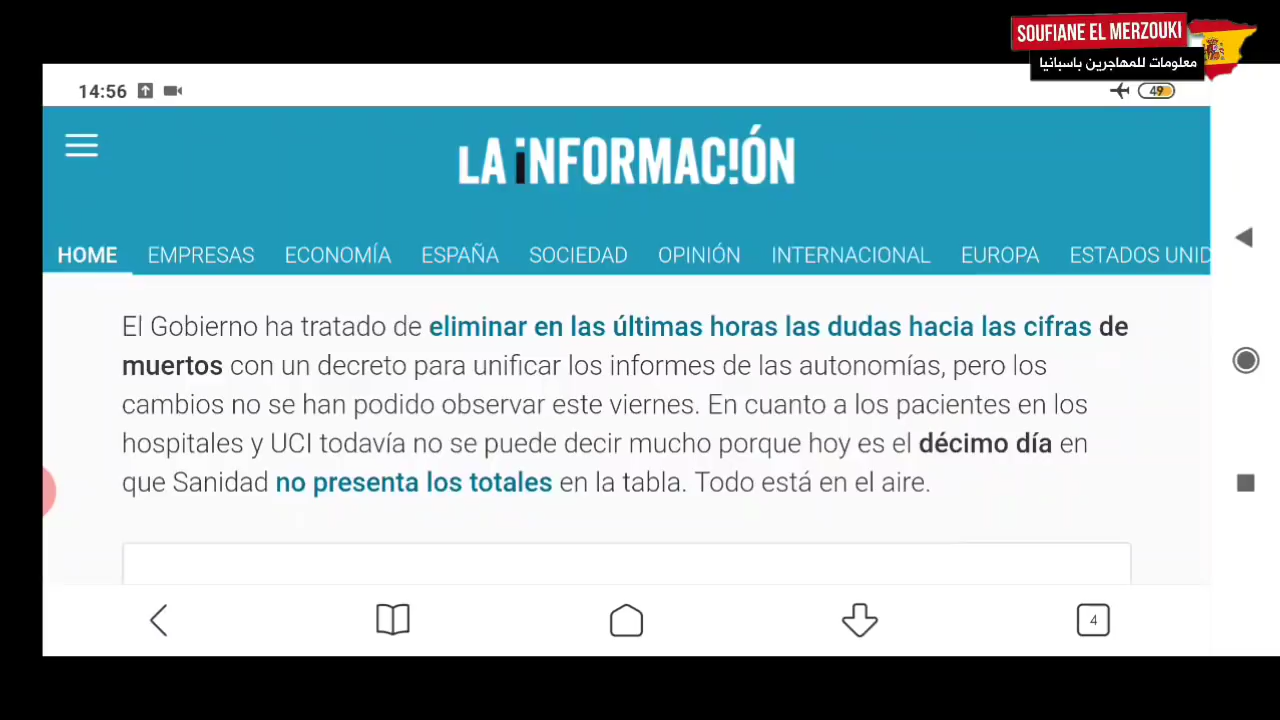 SOUFIANE EL MERZOUKI
معلومات للمهاجرين باسبانيا
14:56
49
LA iNFORMAC!ÓN
HOME EMPRESAS ECONOMÍA ESPAÑA SOCIEDAD OPINIÓN INTERNACIONAL EUROPA ESTADOS UNID
El Gobierno ha tratado de eliminar en las últimas horas las dudas hacia las cifras de
muertos con un decreto para unificar los informes de las autonomías, pero los
cambios no se han podido observar este viernes. En cuanto a los pacientes en los
hospitales y UCI todavía no se puede decir mucho porque hoy es el décimo día en
que Sanidad no presenta los totales en la tabla. Todo está en el aire.
4